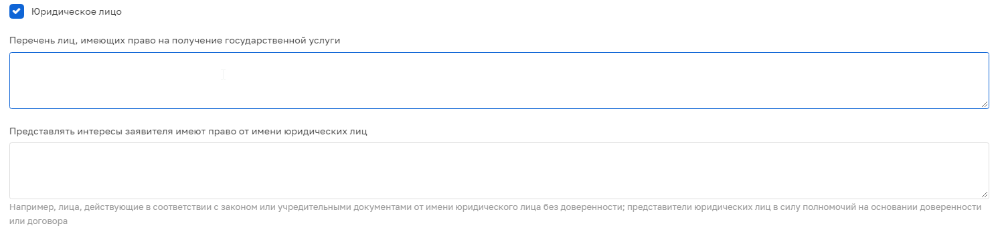 Юридическое лицо
Перечень лиц, имеющих право на получение государственной услуги
Представлять интересы заявителя имеют право от имени юридических лиц
Например, лица, действующие в соответствии с законом или учредительными документами от имени юридического лица без доверенности; представители юридических лиц в силу полномочий на основании доверенности
или договора